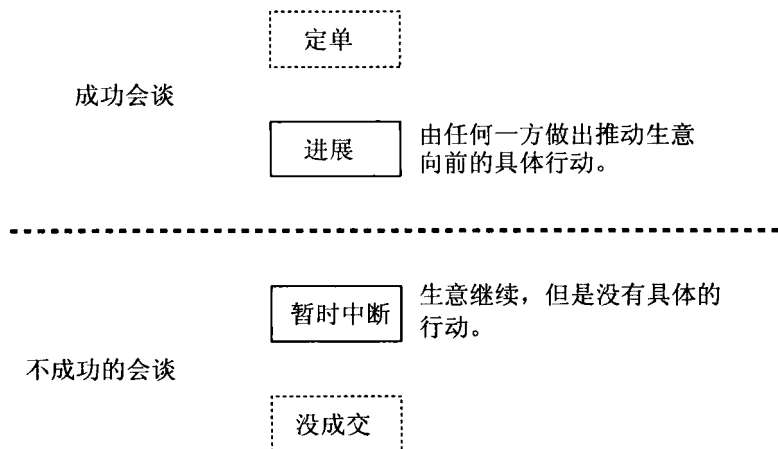 定单
成功会谈
进展
由任何一方做出推动生意
向前的具体行动。
暂时中断
生意继续，但是没有具体的
行动。
不成功的会谈
没成交